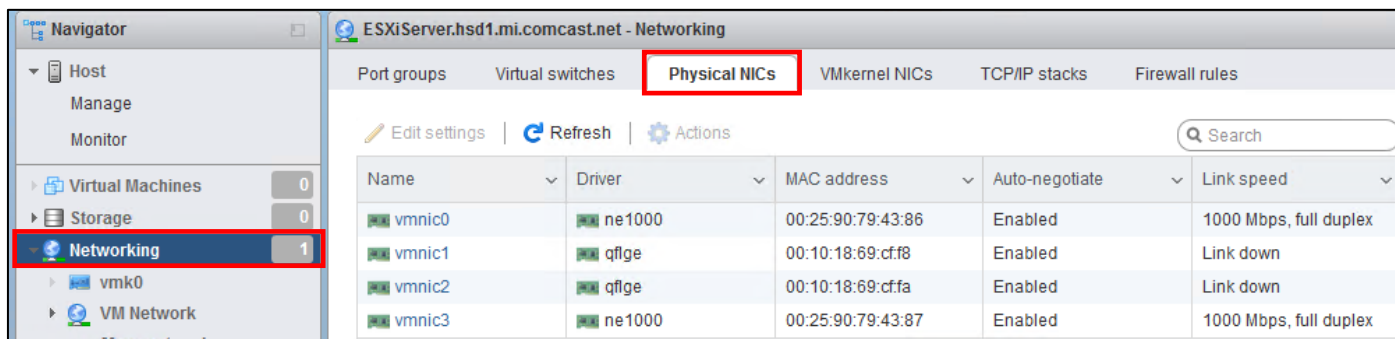 Navigator
Host
Manage
Monitor
Virtual Machines 0
Storage 0
Networking 1
vmk0
VM Network
ESXiServer.hsd1.mi.comcast.net - Networking
Port groups Virtual switches Physical NICs VMkernel NICs TCP/IP stacks Firewall rules
Edit settings Refresh Actions Search
Name Driver MAC address Auto-negotiate Link speed
vmnic0 ne1000 00:25:90:79:43:86 Enabled 1000 Mbps, full duplex
vmnic1 qflge 00:10:18:69:cf:f8 Enabled Link down
vmnic2 qflge 00:10:18:69:cf:fa Enabled Link down
vmnic3 ne1000 00:25:90:79:43:87 Enabled 1000 Mbps, full duplex